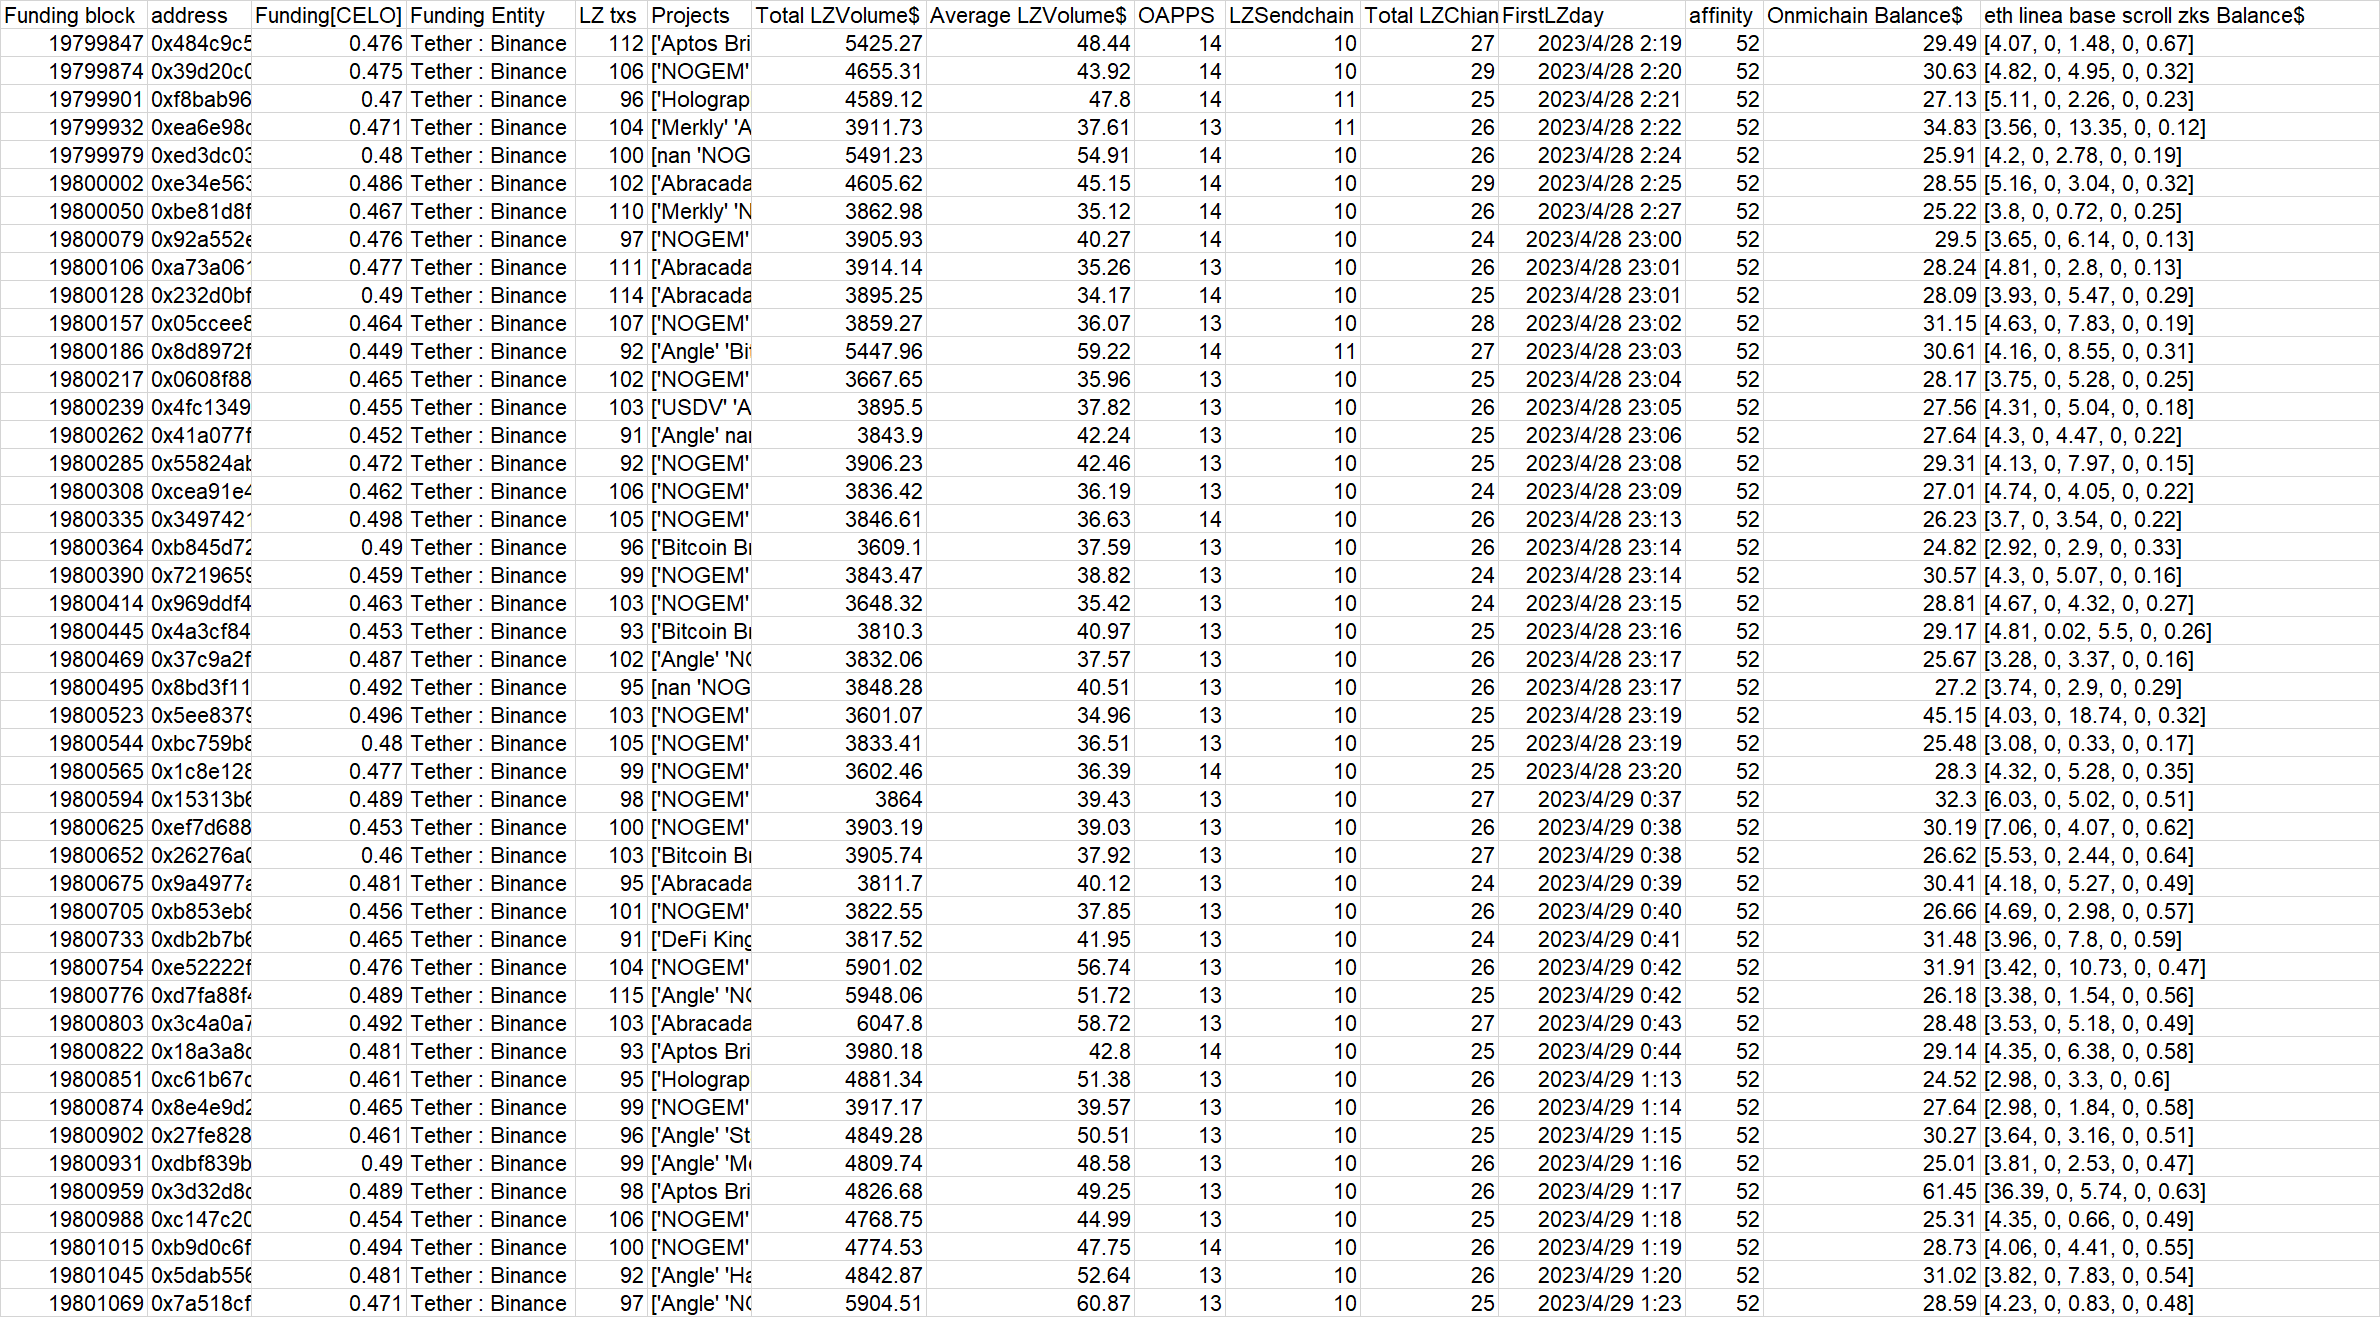 Funding block address Funding[CELO] Funding Entity LZ txs Projects Total LZVolume$ Average LZVolume$ OAPPS LZSendchain Total LZChian FirstLZday affinity Onmichain Balance$ eth linea base scroll zks Balance$
19799847 0x484c9c5 0.476 Tether : Binance 112 ['Aptos Bri 5425.27 48.44 14 10 27 2023/4/28 2:19 52 29.49 [4.07, 0, 1.48, 0, 0.67]
19799874 0x39d20c0 0.475 Tether : Binance 106 ['NOGEM' 4655.31 43.92 14 10 29 2023/4/28 2:20 52 30.63 [4.82, 0, 4.95, 0, 0.32]
19799901 0xf8bab96 0.47 Tether : Binance 96 ['Holograp 4589.12 47.8 14 11 25 2023/4/28 2:21 52 27.13 [5.11, 0, 2.26, 0, 0.23]
19799932 0xea6e98c 0.471 Tether : Binance 104 ['Merkly' 'A 3911.73 37.61 13 11 26 2023/4/28 2:22 52 34.83 [3.56, 0, 13.35, 0, 0.12]
19799979 0xed3dc03 0.48 Tether : Binance 100 [nan 'NOG 5491.23 54.91 14 10 26 2023/4/28 2:24 52 25.91 [4.2, 0, 2.78, 0, 0.19]
19800002 0xe34e563 0.486 Tether : Binance 102 ['Abracada 4605.62 45.15 14 10 29 2023/4/28 2:25 52 28.55 [5.16, 0, 3.04, 0, 0.32]
19800050 0xbe81d8f 0.467 Tether : Binance 110 ['Merkly' 'N 3862.98 35.12 14 10 26 2023/4/28 2:27 52 25.22 [3.8, 0, 0.72, 0, 0.25]
19800079 0x92a552e 0.476 Tether : Binance 97 ['NOGEM' 3905.93 40.27 14 10 24 2023/4/28 23:00 52 29.5 [3.65, 0, 6.14, 0, 0.13]
19800106 0xa73a061 0.477 Tether : Binance 111 ['Abracada 3914.14 35.26 13 10 26 2023/4/28 23:01 52 28.24 [4.81, 0, 2.8, 0, 0.13]
19800128 0x232d0bf 0.49 Tether : Binance 114 ['Abracada 3895.25 34.17 14 10 25 2023/4/28 23:01 52 28.09 [3.93, 0, 5.47, 0, 0.29]
19800157 0x05ccee8 0.464 Tether : Binance 107 ['NOGEM' 3859.27 36.07 13 10 28 2023/4/28 23:02 52 31.15 [4.63, 0, 7.83, 0, 0.19]
19800186 0x8d8972f 0.449 Tether : Binance 92 ['Angle' 'Bit 5447.96 59.22 14 11 27 2023/4/28 23:03 52 30.61 [4.16, 0, 8.55, 0, 0.31]
19800217 0x0608f88 0.465 Tether : Binance 102 ['NOGEM' 3667.65 35.96 13 10 25 2023/4/28 23:04 52 28.17 [3.75, 0, 5.28, 0, 0.25]
19800239 0x4fc1349 0.455 Tether : Binance 103 ['USDV' 'A 3895.5 37.82 13 10 26 2023/4/28 23:05 52 27.56 [4.31, 0, 5.04, 0, 0.18]
19800262 0x41a077f 0.452 Tether : Binance 91 ['Angle' nan 3843.9 42.24 13 10 25 2023/4/28 23:06 52 27.64 [4.3, 0, 4.47, 0, 0.22]
19800285 0x55824ab 0.472 Tether : Binance 92 ['NOGEM' 3906.23 42.46 13 10 25 2023/4/28 23:08 52 29.31 [4.13, 0, 7.97, 0, 0.15]
19800308 0xcea91e4 0.462 Tether : Binance 106 ['NOGEM' 3836.42 36.19 13 10 24 2023/4/28 23:09 52 27.01 [4.74, 0, 4.05, 0, 0.22]
19800335 0x3497421 0.498 Tether : Binance 105 ['NOGEM' 3846.61 36.63 14 10 26 2023/4/28 23:13 52 26.23 [3.7, 0, 3.54, 0, 0.22]
19800364 0xb845d72 0.49 Tether : Binance 96 ['Bitcoin Br 3609.1 37.59 13 10 26 2023/4/28 23:14 52 24.82 [2.92, 0, 2.9, 0, 0.33]
19800390 0x7219659 0.459 Tether : Binance 99 ['NOGEM' 3843.47 38.82 13 10 24 2023/4/28 23:14 52 30.57 [4.3, 0, 5.07, 0, 0.16]
19800414 0x969ddf4 0.463 Tether : Binance 103 ['NOGEM' 3648.32 35.42 13 10 24 2023/4/28 23:15 52 28.81 [4.67, 0, 4.32, 0, 0.27]
19800445 0x4a3cf84 0.453 Tether : Binance 93 ['Bitcoin Br 3810.3 40.97 13 10 25 2023/4/28 23:16 52 29.17 [4.81, 0.02, 5.5, 0, 0.26]
19800469 0x37c9a2f 0.487 Tether : Binance 102 ['Angle' 'NO 3832.06 37.57 13 10 26 2023/4/28 23:17 52 25.67 [3.28, 0, 3.37, 0, 0.16]
19800495 0x8bd3f11 0.492 Tether : Binance 95 [nan 'NOG 3848.28 40.51 13 10 26 2023/4/28 23:17 52 27.2 [3.74, 0, 2.9, 0, 0.29]
19800523 0x5ee8379 0.496 Tether : Binance 103 ['NOGEM' 3601.07 34.96 13 10 25 2023/4/28 23:19 52 45.15 [4.03, 0, 18.74, 0, 0.32]
19800544 0xbc759b8 0.48 Tether : Binance 105 ['NOGEM' 3833.41 36.51 13 10 25 2023/4/28 23:19 52 25.48 [3.08, 0, 0.33, 0, 0.17]
19800565 0x1c8e128 0.477 Tether : Binance 99 ['NOGEM' 3602.46 36.39 14 10 25 2023/4/28 23:20 52 28.3 [4.32, 0, 5.28, 0, 0.35]
19800594 0x15313b6 0.489 Tether : Binance 98 ['NOGEM' 3864 39.43 13 10 27 2023/4/29 0:37 52 32.3 [6.03, 0, 5.02, 0, 0.51]
19800625 0xef7d688 0.453 Tether : Binance 100 ['NOGEM' 3903.19 39.03 13 10 26 2023/4/29 0:38 52 30.19 [7.06, 0, 4.07, 0, 0.62]
19800652 0x26276a0 0.46 Tether : Binance 103 ['Bitcoin Br 3905.74 37.92 13 10 27 2023/4/29 0:38 52 26.62 [5.53, 0, 2.44, 0, 0.64]
19800675 0x9a4977a 0.481 Tether : Binance 95 ['Abracada 3811.7 40.12 13 10 24 2023/4/29 0:39 52 30.41 [4.18, 0, 5.27, 0, 0.49]
19800705 0xb853eb8 0.456 Tether : Binance 101 ['NOGEM' 3822.55 37.85 13 10 26 2023/4/29 0:40 52 26.66 [4.69, 0, 2.98, 0, 0.57]
19800733 0xdb2b7b6 0.465 Tether : Binance 91 ['DeFi King 3817.52 41.95 13 10 24 2023/4/29 0:41 52 31.48 [3.96, 0, 7.8, 0, 0.59]
19800754 0xe52222f 0.476 Tether : Binance 104 ['NOGEM' 5901.02 56.74 13 10 26 2023/4/29 0:42 52 31.91 [3.42, 0, 10.73, 0, 0.47]
19800776 0xd7fa88f4 0.489 Tether : Binance 115 ['Angle' 'NO 5948.06 51.72 13 10 25 2023/4/29 0:42 52 26.18 [3.38, 0, 1.54, 0, 0.56]
19800803 0x3c4a0a7 0.492 Tether : Binance 103 ['Abracada 6047.8 58.72 13 10 27 2023/4/29 0:43 52 28.48 [3.53, 0, 5.18, 0, 0.49]
19800822 0x18a3a8c 0.481 Tether : Binance 93 ['Aptos Bri 3980.18 42.8 14 10 25 2023/4/29 0:44 52 29.14 [4.35, 0, 6.38, 0, 0.58]
19800851 0xc61b67c 0.461 Tether : Binance 95 ['Holograp 4881.34 51.38 13 10 26 2023/4/29 1:13 52 24.52 [2.98, 0, 3.3, 0, 0.6]
19800874 0x8e4e9d2 0.465 Tether : Binance 99 ['NOGEM' 3917.17 39.57 13 10 26 2023/4/29 1:14 52 27.64 [2.98, 0, 1.84, 0, 0.58]
19800902 0x27fe828 0.461 Tether : Binance 96 ['Angle' 'St 4849.28 50.51 13 10 25 2023/4/29 1:15 52 30.27 [3.64, 0, 3.16, 0, 0.51]
19800931 0xdbf839b 0.49 Tether : Binance 99 ['Angle' 'Me 4809.74 48.58 13 10 26 2023/4/29 1:16 52 25.01 [3.81, 0, 2.53, 0, 0.47]
19800959 0x3d32d8c 0.489 Tether : Binance 98 ['Aptos Bri 4826.68 49.25 13 10 26 2023/4/29 1:17 52 61.45 [36.39, 0, 5.74, 0, 0.63]
19800988 0xc147c20 0.454 Tether : Binance 106 ['NOGEM' 4768.75 44.99 13 10 25 2023/4/29 1:18 52 25.31 [4.35, 0, 0.66, 0, 0.49]
19801015 0xb9d0c6f 0.494 Tether : Binance 100 ['NOGEM' 4774.53 47.75 14 10 26 2023/4/29 1:19 52 28.73 [4.06, 0, 4.41, 0, 0.55]
19801045 0x5dab556 0.481 Tether : Binance 92 ['Angle' 'Ha 4842.87 52.64 13 10 26 2023/4/29 1:20 52 31.02 [3.82, 0, 7.83, 0, 0.54]
19801069 0x7a518cf 0.471 Tether : Binance 97 ['Angle' 'NO 5904.51 60.87 13 10 25 2023/4/29 1:23 52 28.59 [4.23, 0, 0.83, 0, 0.48]